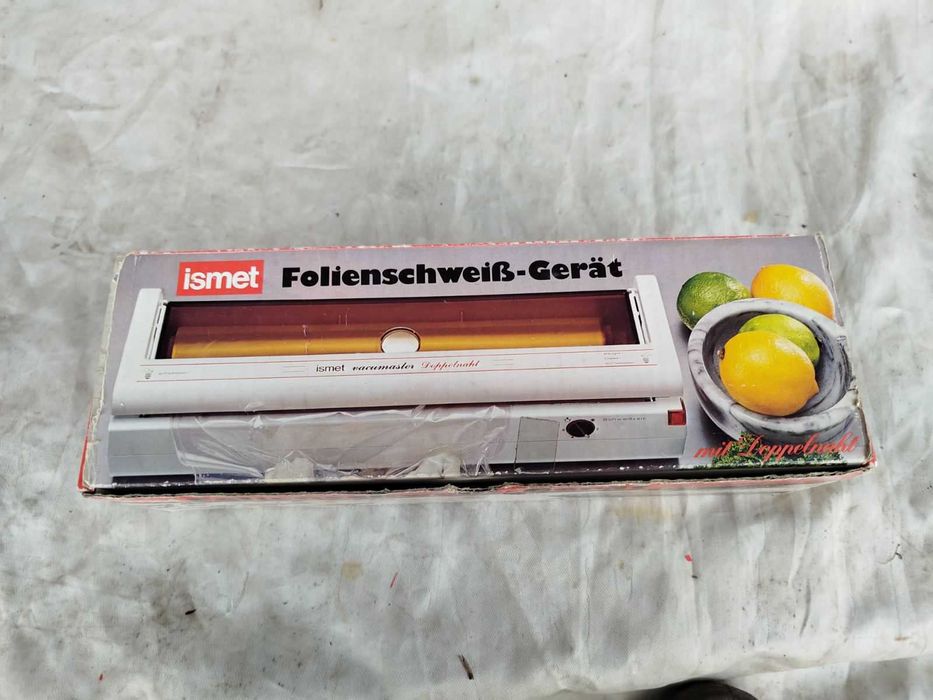 ismet
Folienschweiß-Gerät
ismet vacumaster Doppelnaht
mit Doppelnaht